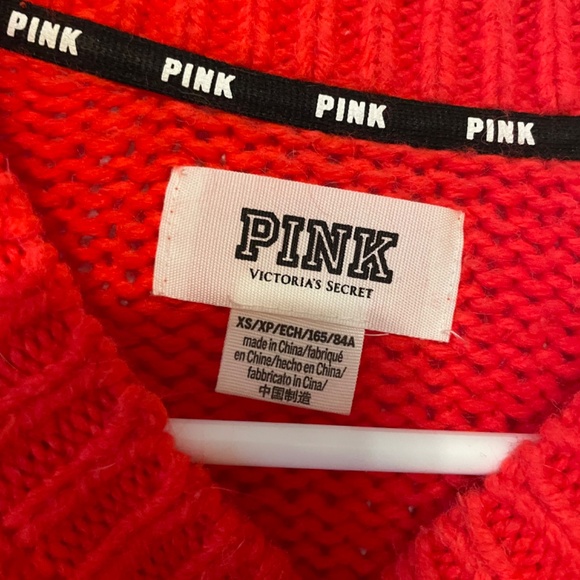 PINK PINK PINK PINK
PINK
VICTORIA'S SECRET
XS/XP/ECH/165/84A
made in China/fabriqué
en Chine/hecho en China/
fabbricato in Cina/
中国制造